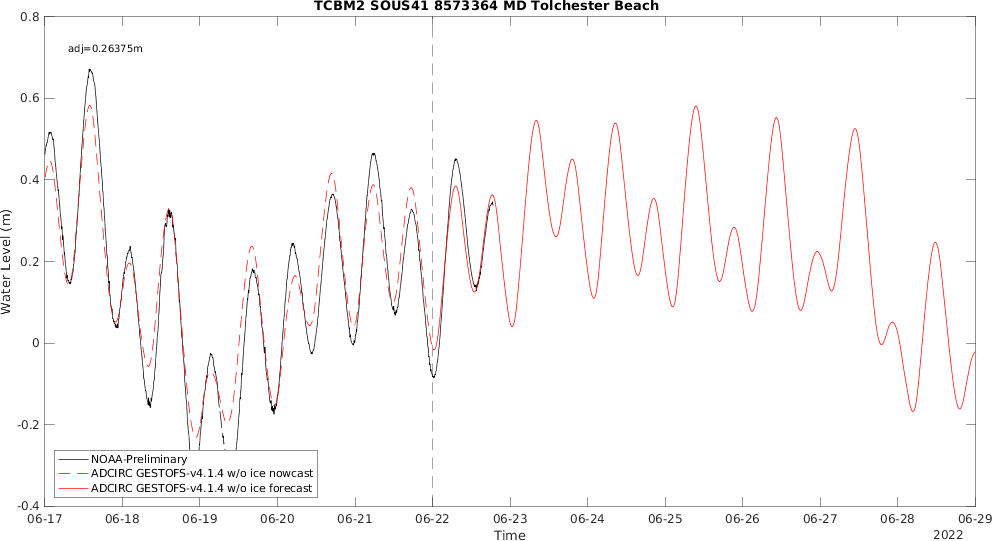 TCBM2 SOUS41 8573364 MD Tolchester Beach
adj=0.26375m
Water Level (m)
0.8
0.6
0.4
0.2
0
-0.2
-0.4
NOAA-Preliminary
ADCIRC GESTOFS-v4.1.4 w/o ice nowcast
ADCIRC GESTOFS-v4.1.4 w/o ice forecast
06-17 06-18 06-19 06-20 06-21 06-22 06-23 06-24 06-25 06-26 06-27 06-28 06-29
Time
2022